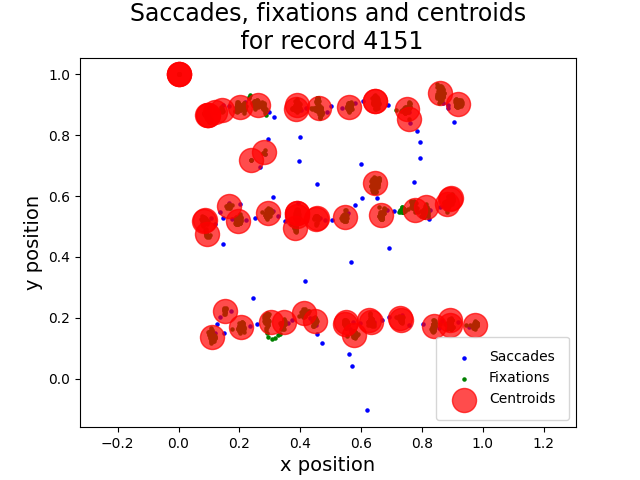 Saccades, fixations and centroids
for record 4151
1.0
0.8
0.6
0.4
0.2
0.0
y position
−0.2 0.0 0.2 0.4 0.6 0.8 1.0 1.2
x position
Saccades
Fixations
Centroids